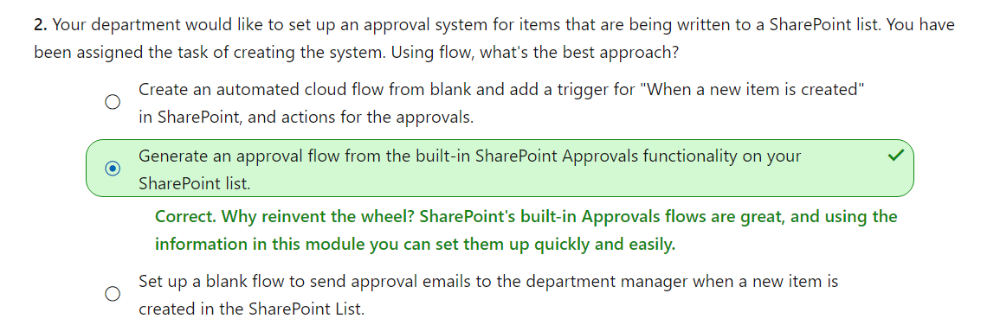 2. Your department would like to set up an approval system for items that are being written to a SharePoint list. You have
been assigned the task of creating the system. Using flow, what's the best approach?
Create an automated cloud flow from blank and add a trigger for "When a new item is created"
in SharePoint, and actions for the approvals.
Generate an approval flow from the built-in SharePoint Approvals functionality on your
SharePoint list.
Correct. Why reinvent the wheel? SharePoint's built-in Approvals flows are great, and using the
information in this module you can set them up quickly and easily.
Set up a blank flow to send approval emails to the department manager when a new item is
created in the SharePoint List.